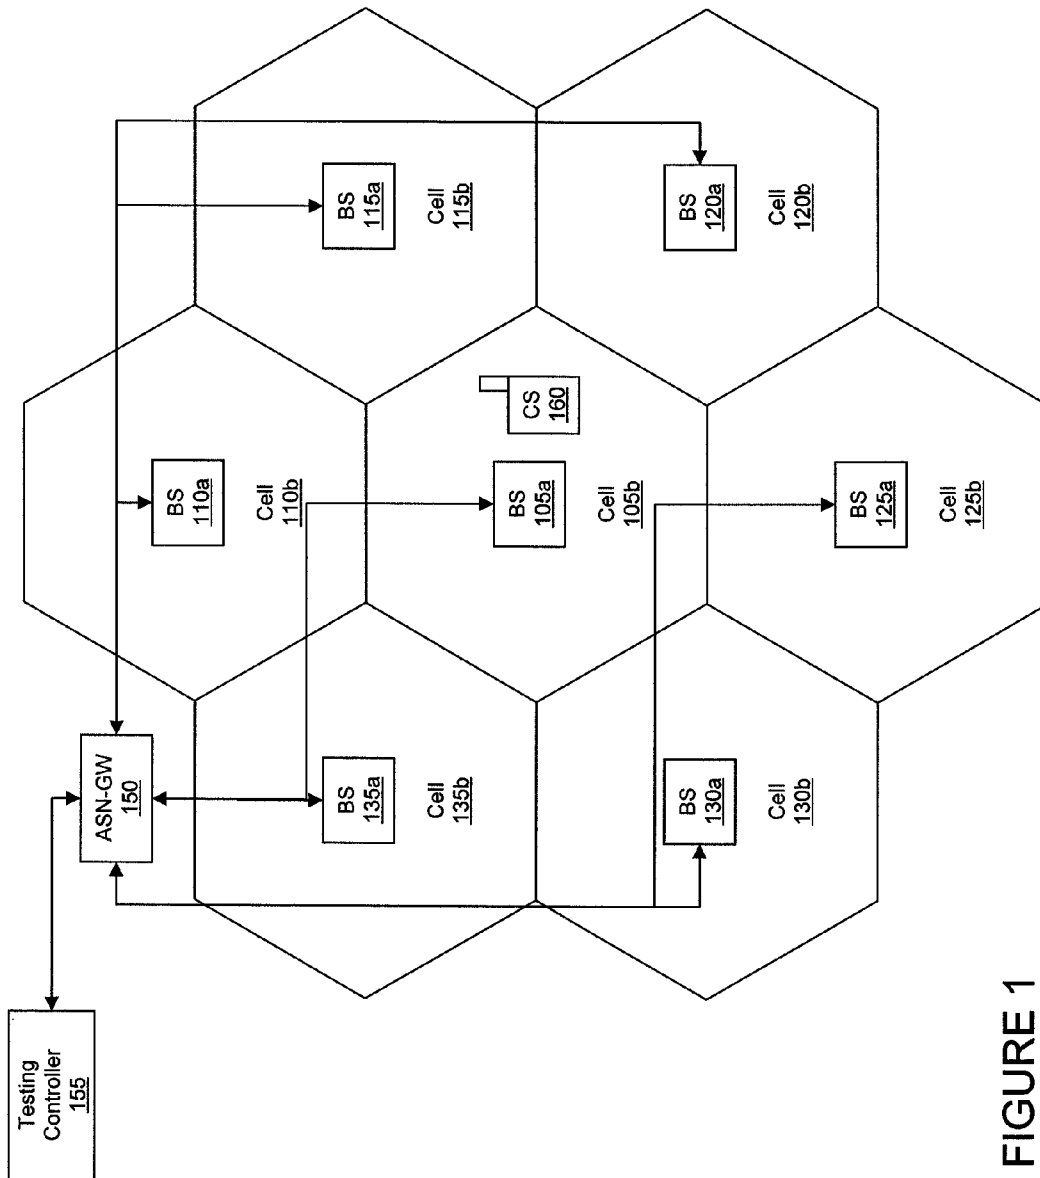 Testing
Controller
155
ASN-GW
150
BS
110a
Cell
110b
BS
135a
Cell
135b
BS
115a
Cell
115b
BS
105a
Cell
105b
CS
160
BS
130a
Cell
130b
BS
120a
Cell
120b
BS
125a
Cell
125b
FIGURE 1